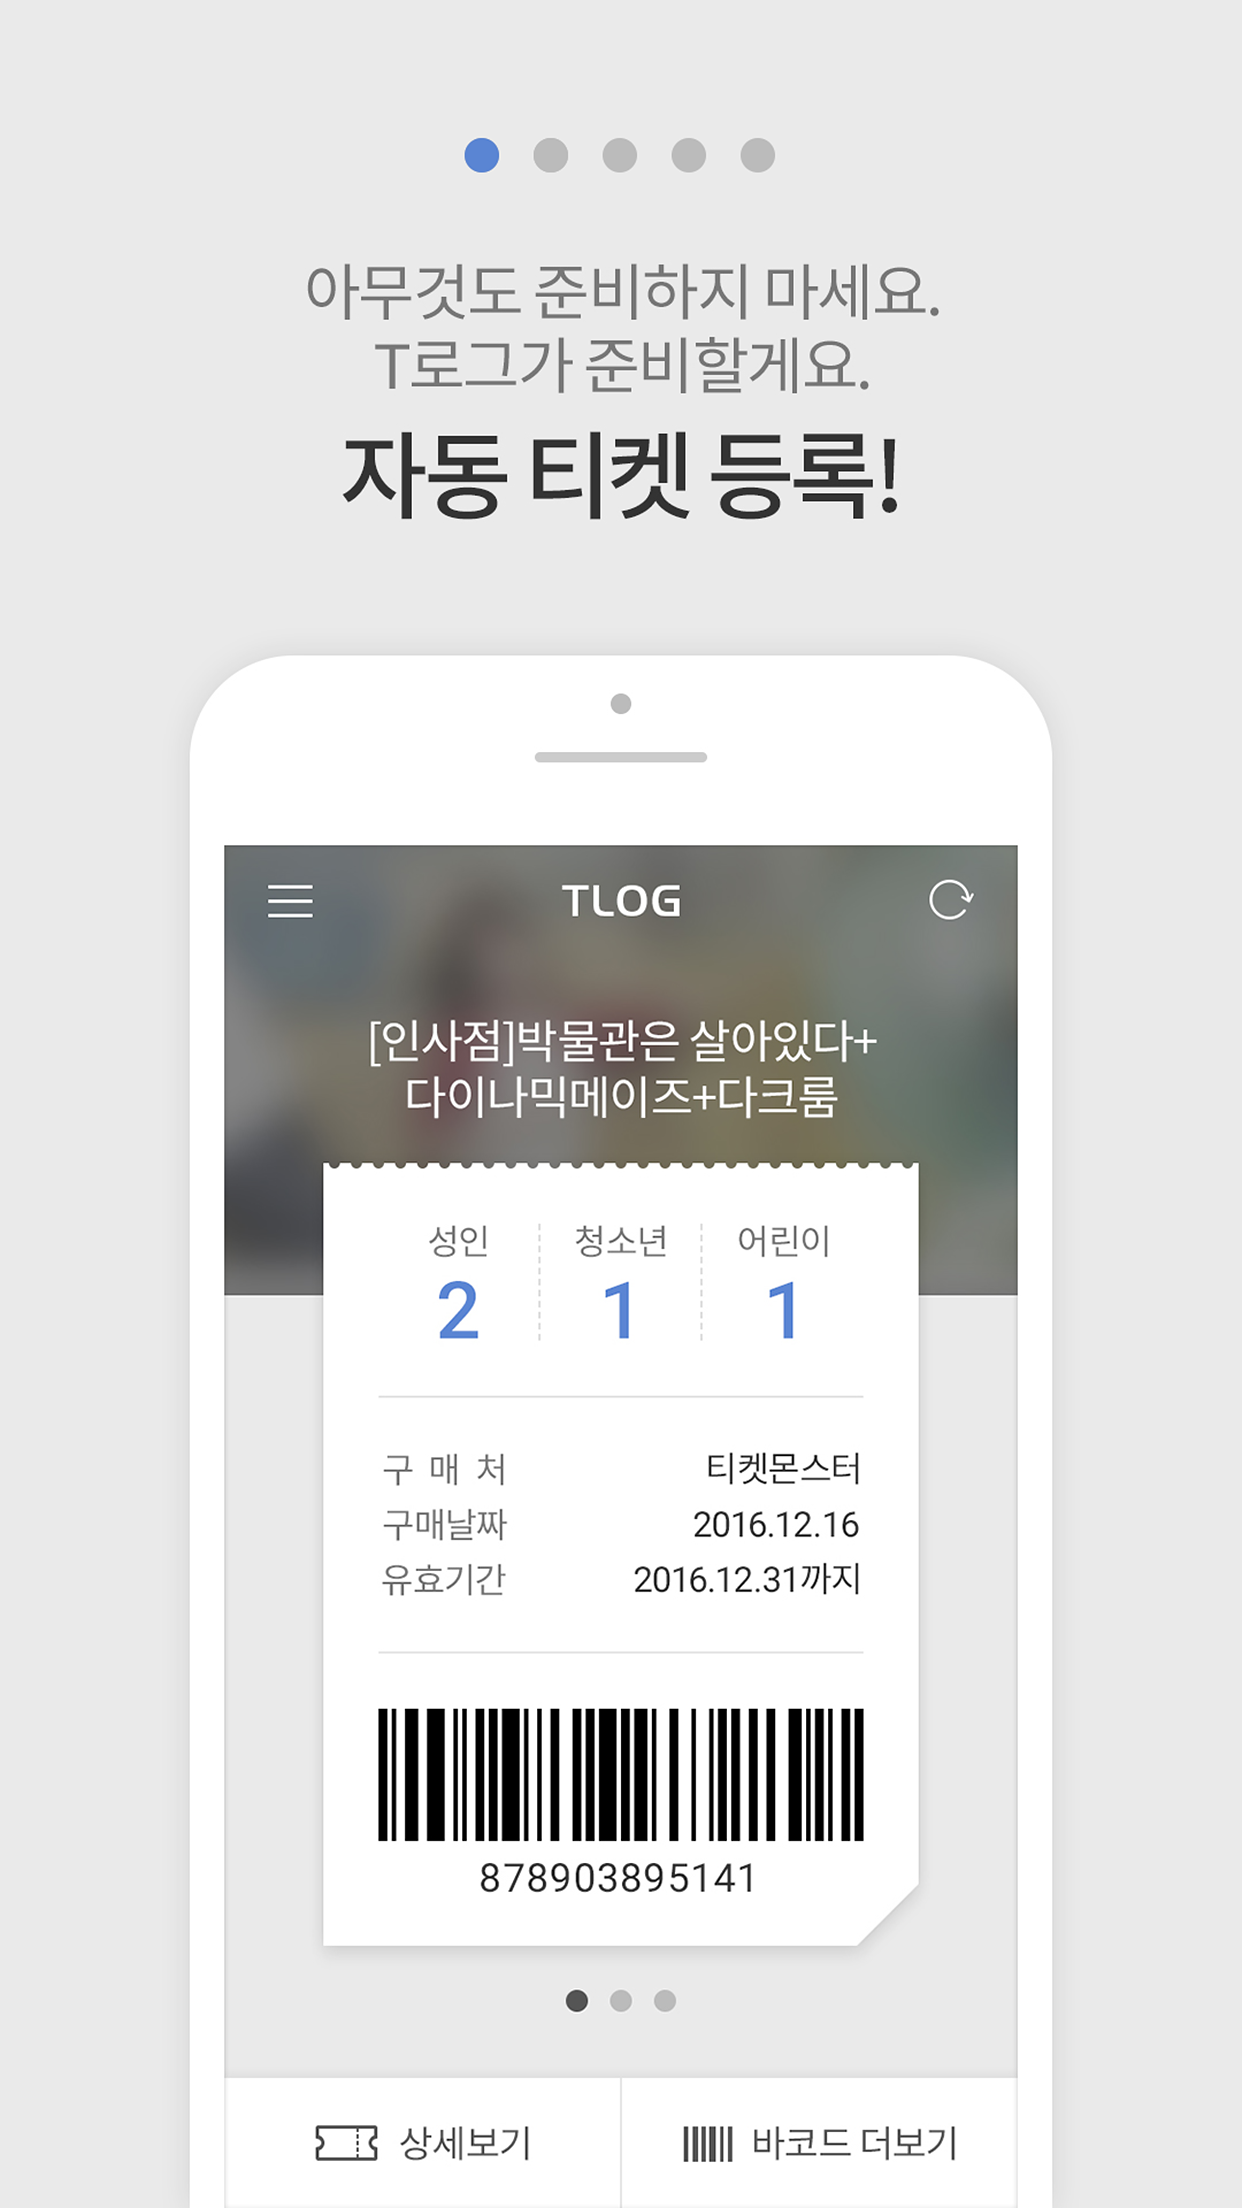 아무것도 준비하지 마세요.
T로그가 준비할게요.
자동 티켓 등록!
TLOG
[인사점]박물관은 살아있다+
다이나믹메이즈+다크룸
성인 청소년 어린이
2 1 1
구 매 처 티켓몬스터
구매날짜 2016.12.16
유효기간 2016.12.31까지
878903895141
상세보기 바코드 더보기